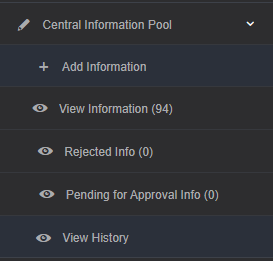 Central Information Pool
Add Information
View Information (94)
Rejected Info (0)
Pending for Approval Info (0)
View History